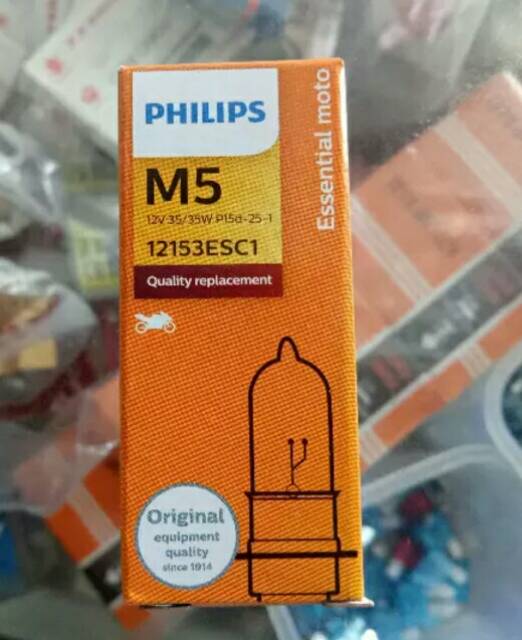 PHILIPS
Essential moto
M5
12V 35/35W P15d-25-1
12153ESC1
Quality replacement
Original
equipment
quality
since 1914